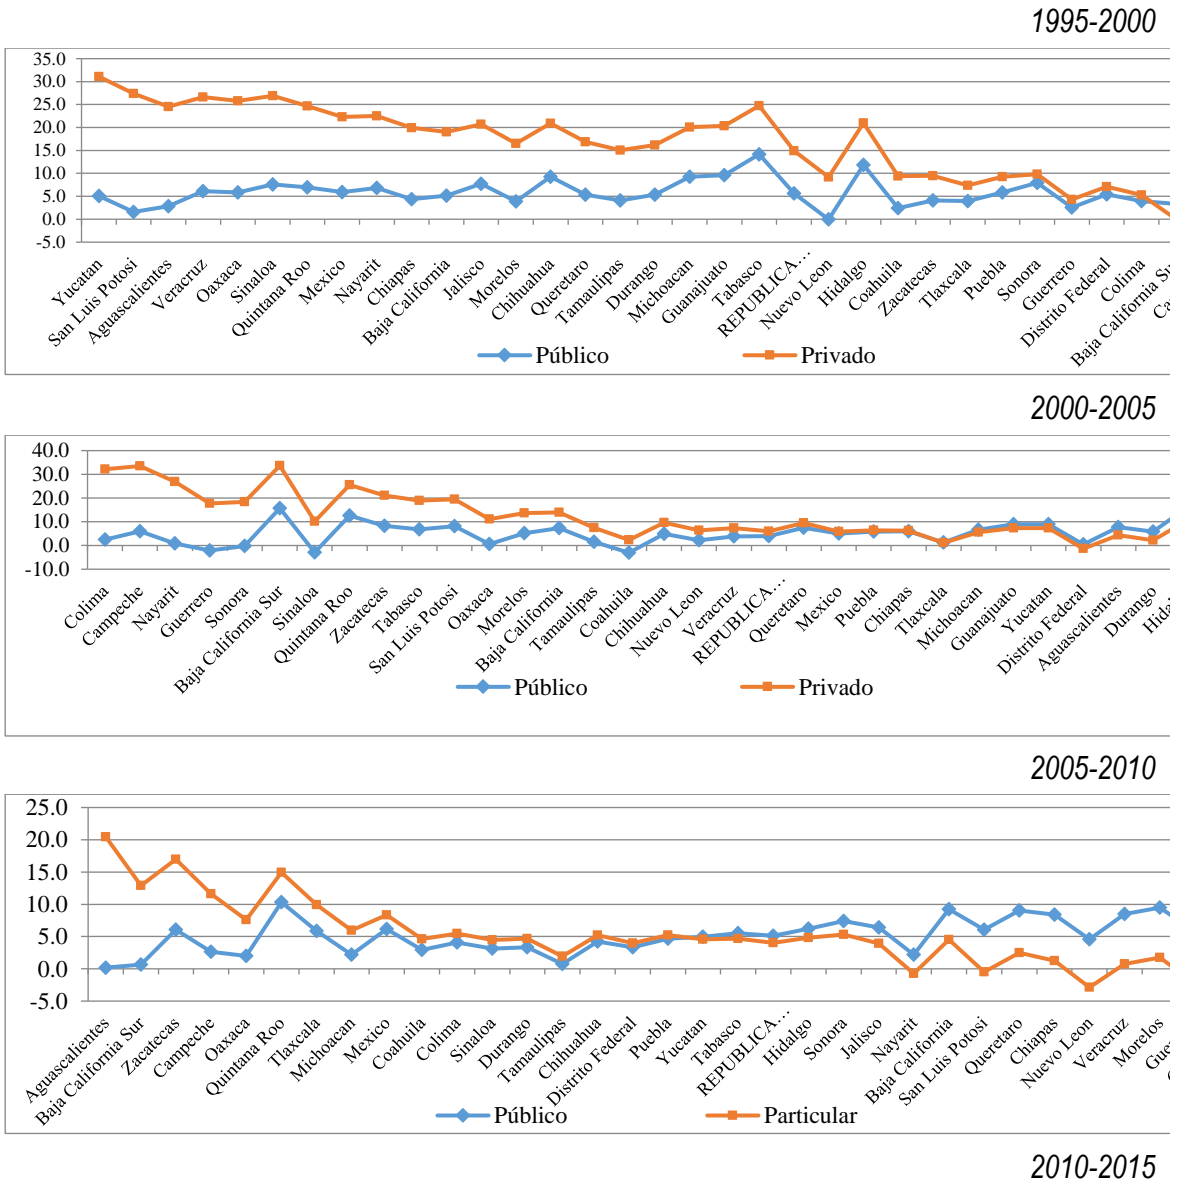 1995-2000
35.0
30.0
25.0
20.0
15.0
10.0
5.0
0.0
-5.0
Yucatan
San Luis Potosi
Aguascalientes
Veracruz
Oaxaca
Sinaloa
Quintana Roo
Mexico
Nayarit
Chiapas
Baja California
Jalisco
Morelos
Chihuahua
Queretaro
Tamaulipas
Durango
Michoacan
Guanajuato
Tabasco
REPUBLICA…
Nuevo Leon
Hidalgo
Coahuila
Zacatecas
Tlaxcala
Puebla
Sonora
Guerrero
Distrito Federal
Colima
Baja California Su
Ca
Público
Privado
2000-2005
40.0
30.0
20.0
10.0
0.0
-10.0
Colima
Campeche
Nayarit
Guerrero
Sonora
Baja California Sur
Sinaloa
Quintana Roo
Zacatecas
Tabasco
San Luis Potosi
Oaxaca
Morelos
Baja California
Tamaulipas
Coahuila
Chihuahua
Nuevo Leon
Veracruz
REPUBLICA…
Queretaro
Mexico
Puebla
Chiapas
Tlaxcala
Michoacan
Guanajuato
Yucatan
Distrito Federal
Aguascalientes
Durango
Hidal
Público
Privado
2005-2010
25.0
20.0
15.0
10.0
5.0
0.0
-5.0
Aguascalientes
Baja California Sur
Zacatecas
Campeche
Oaxaca
Quintana Roo
Tlaxcala
Michoacan
Mexico
Coahuila
Colima
Sinaloa
Durango
Tamaulipas
Chihuahua
Distrito Federal
Puebla
Yucatan
Tabasco
REPUBLICA…
Hidalgo
Sonora
Jalisco
Nayarit
Baja California
San Luis Potosi
Queretaro
Chiapas
Nuevo Leon
Veracruz
Morelos
Gue
Público
Particular
2010-2015